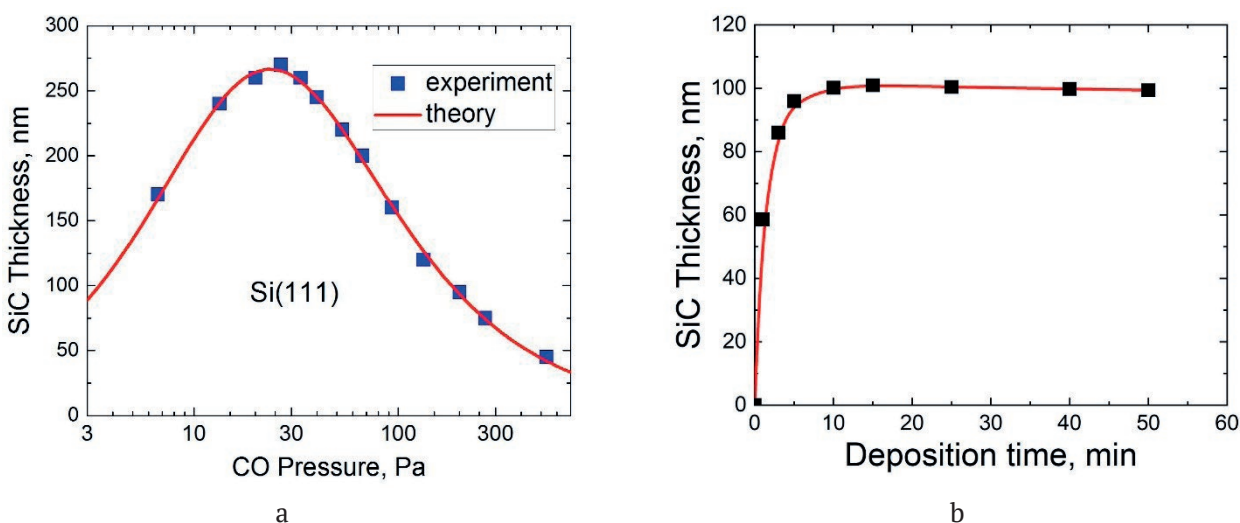 300
250
200
150
100
50
0
SiC Thickness, nm
experiment
theory
Si(111)
3 10 30 100 300
CO Pressure, Pa
a
120
100
80
60
40
20
0
SiC Thickness, nm
0 10 20 30 40 50 60
Deposition time, min
b